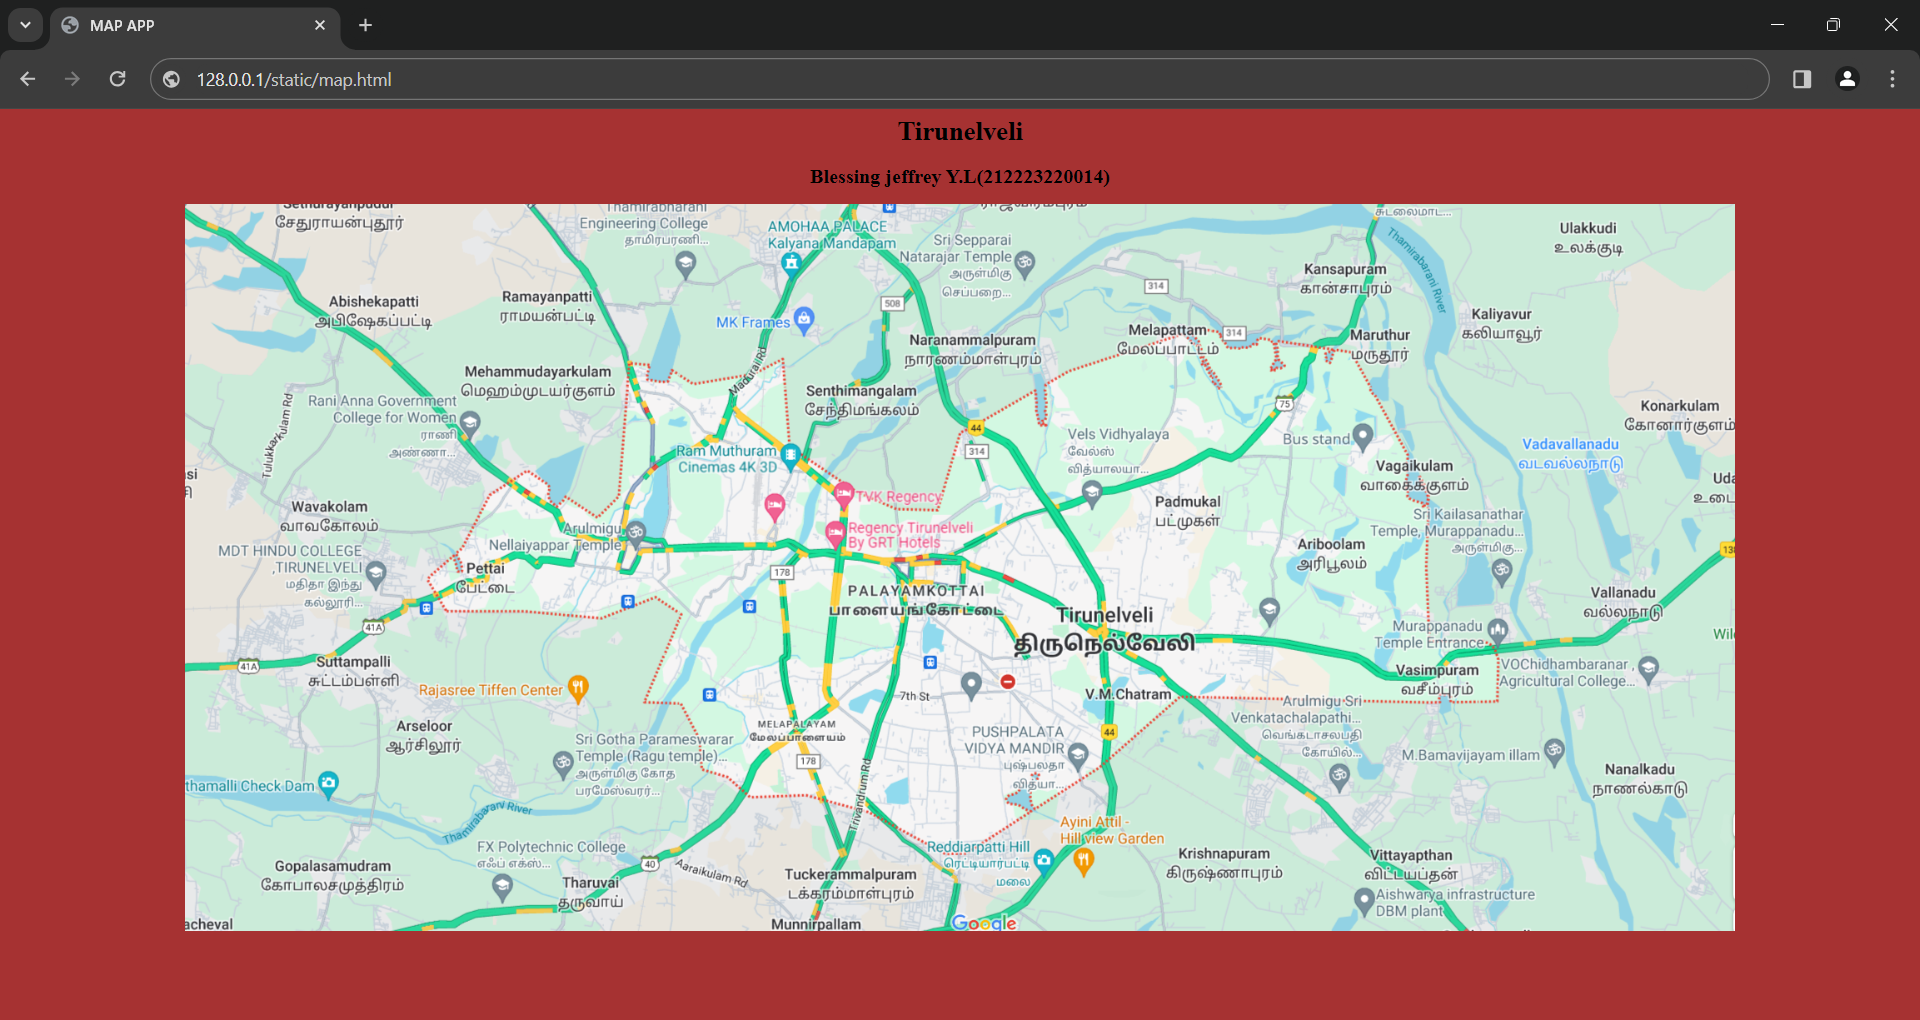 MAP APP
128.0.0.1/static/map.html
Tirunelveli
Blessing jeffrey Y.L(212223220014)
சேதுராயன்புதூர்
Thamirabharani
Engineering College
தாமிரபரணி...
AMOHAA PALACE
Kalyana Mandapam
Sri Sepparai
Natarajar Temple
அருள்மிகு
செப்பறை...
Thamirabarani River
Ulakkudi
உலக்குடி
Kansapuram
கான்சாபுரம்
Abishekapatti
அபிஷேகப்பட்டி
Ramayanpatti
ராமயன்பட்டி
MK Frames
508
314
Kaliyavur
கலியாவூர்
Naranammalpuram
நாரணம்மாள்புரம்
Melapattam
மேலப்பாட்டம்
314
Maruthur
மருதூர்
Mehammudayarkulam
மெஹம்முடயர்குளம்
Madurai Rd
Senthimangalam
சேந்திமங்கலம்
Rani Anna Government
College for Women
ராணி
அண்ணா...
Tulukkarkulam Rd
75
Konarkulam
கோனார்குளம்
44
314
Vels Vidhyalaya
வேல்ஸ்
வித்யாலயா...
Bus stand
Vadavallanadu
வடவல்லநாடு
Ram Muthuram
Cinemas 4K 3D
Vagaikulam
வாகைக்குளம்
TVK Regency
Wavakolam
வாவகோலம்
Padmukal
பட்முகள்
Sri Kailasanathar
Temple, Murappanadu...
அருள்மிகு...
Arulmigu
Nellaiyappar Temple
Regency Tirunelveli
By GRT Hotels
MDT HINDU COLLEGE
,TIRUNELVELI
மதிதா இந்து
கல்லூரி...
Ariboolam
அரிபூலம்
138
Pettai
பேட்டை
178
PALAYAMKOTTAI
பாளையங்கோட்டை
Vallanadu
வல்லநாடு
Tirunelveli
திருநெல்வேலி
41A
Murappanadu
Temple Entrance
41A
Suttampalli
சுட்டம்பள்ளி
Vasimpuram
வசீம்புரம்
VOChidhambaranar
Agricultural College...
Rajasree Tiffen Center
7th St
V.M.Chatram
Arulmigu Sri
Venkatachalapathi...
வெங்கடாசலபதி
கோயில்...
Arseloor
ஆர்சிலூர்
MELAPALAYAM
மேலப்பாளையம்
PUSHPALATA
VIDYA MANDIR
புஷ்பலதா
வித்யா...
44
Sri Gotha Parameswarar
Temple (Ragu temple)...
அருள்மிகு கோத
பரமேஸ்வரர்...
178
M.Bamavijayam illam
Nanalkadu
நாணல்காடு
thamalli Check Dam
Thamirabarani River
Trivandrum Rd
Ayini Attil -
Hill view Garden
FX Polytechnic College
எஃப் எக்ஸ்...
Reddiarpatti Hill
ரெட்டியார்பட்டி
மலை
Gopalasamudram
கோபாலசமுத்திரம்
40
Aaraikulam Rd
Krishnapuram
கிருஷ்ணாபுரம்
Vittayapthan
விட்டயப்தன்
Tharuvai
தருவாய்
Tuckerammalpuram
டக்கரம்மாள்புரம்
Aishwarya infrastructure
DBM plant
acheval
Munnirpallam
Google